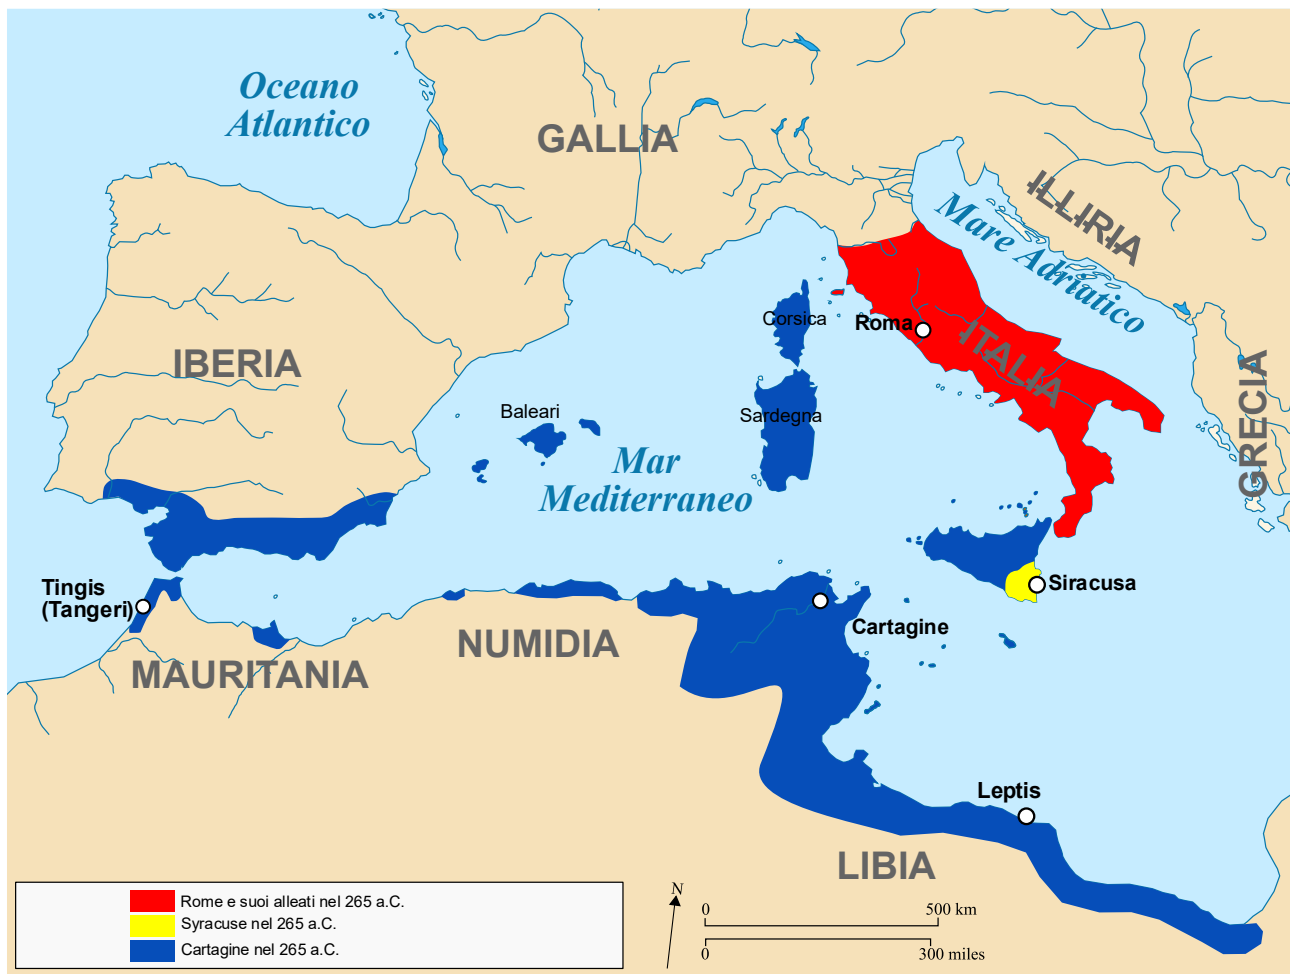 Oceano
Atlantico
GALLIA
ILLIRIA
Mare Adriatico
Corsica
Roma
ITALIA
IBERIA
GRECIA
Baleari
Sardegna
Mar
Mediterraneo
Tingis
(Tangeri)
Siracusa
Cartagine
NUMIDIA
MAURITANIA
Leptis
LIBIA
Rome e suoi alleati nel 265 a.C.
Syracuse nel 265 a.C.
Cartagine nel 265 a.C.
N
0 500 km
0 300 miles